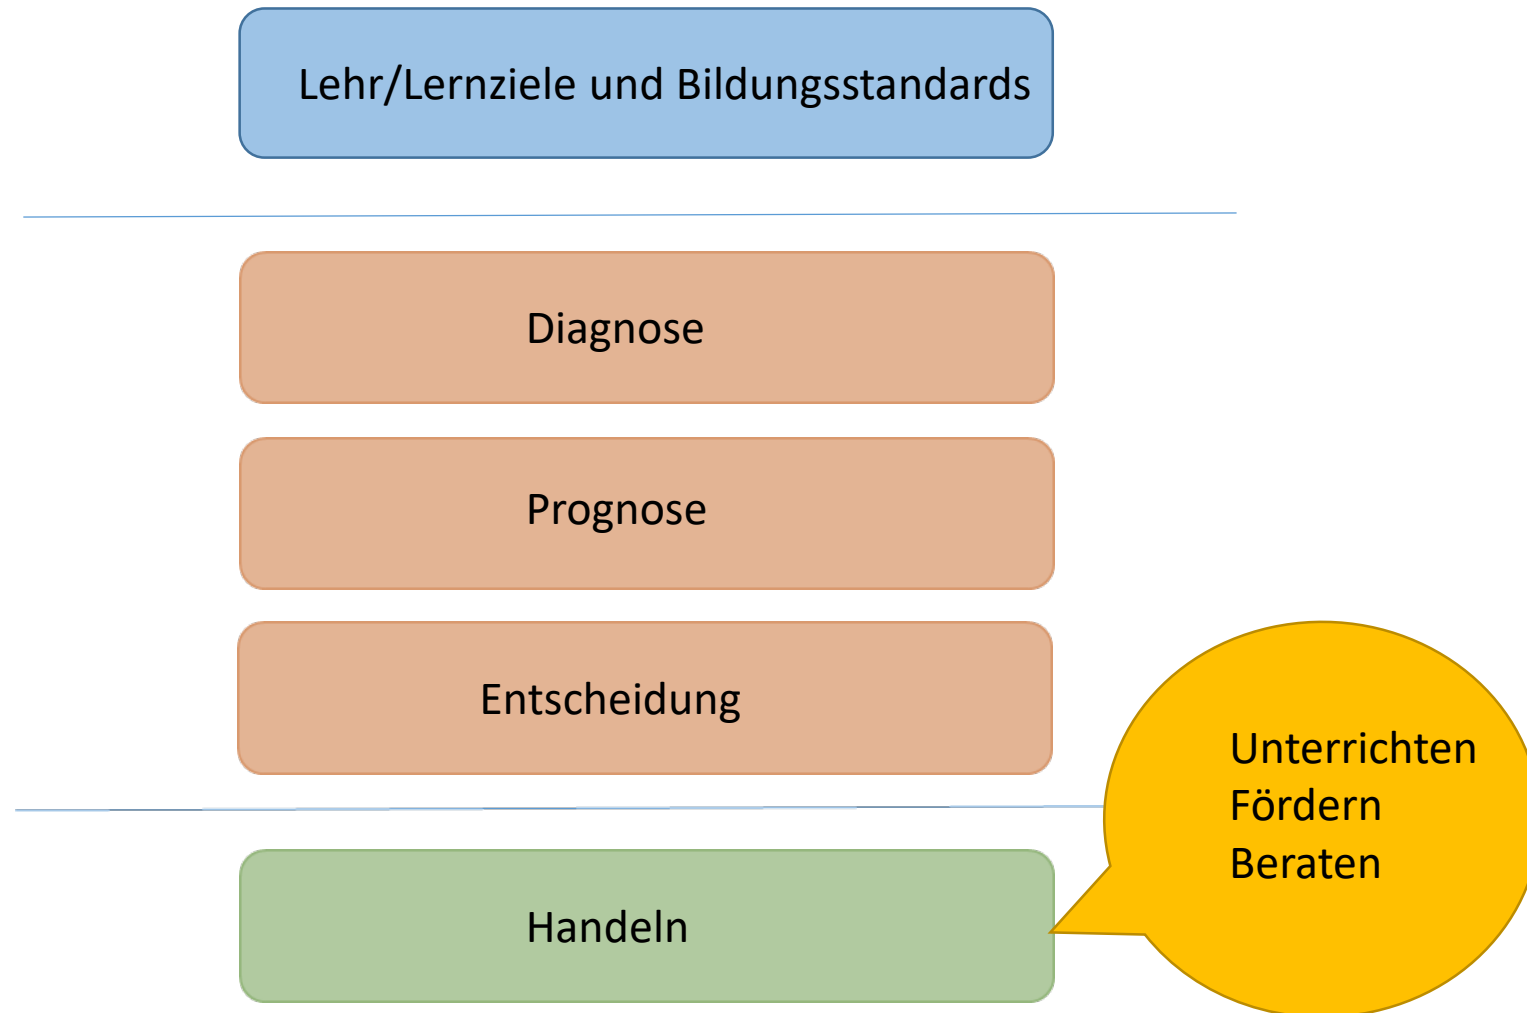 Lehr/Lernziele und Bildungsstandards
Diagnose
Prognose
Entscheidung
Unterrichten
Fördern
Beraten
Handeln